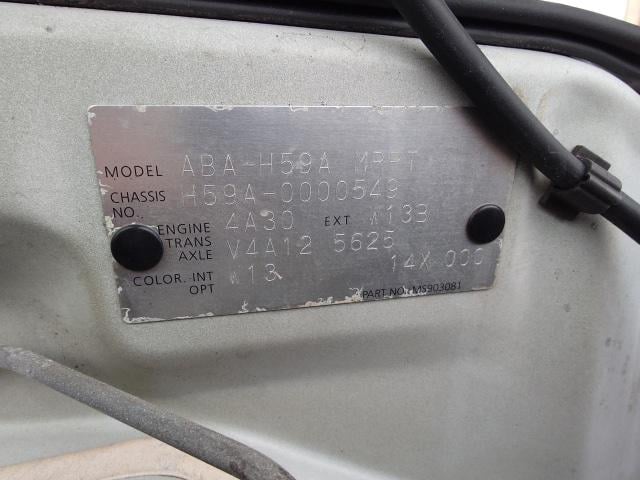 MODEL ABA-H59A MRRT
CHASSIS NO. H59A-0000549
ENGINE 4A30 EXT W13B
TRANS AXLE V4A12 5625
COLOR.·INT W13 14X 000
OPT
PART NO. MS903081